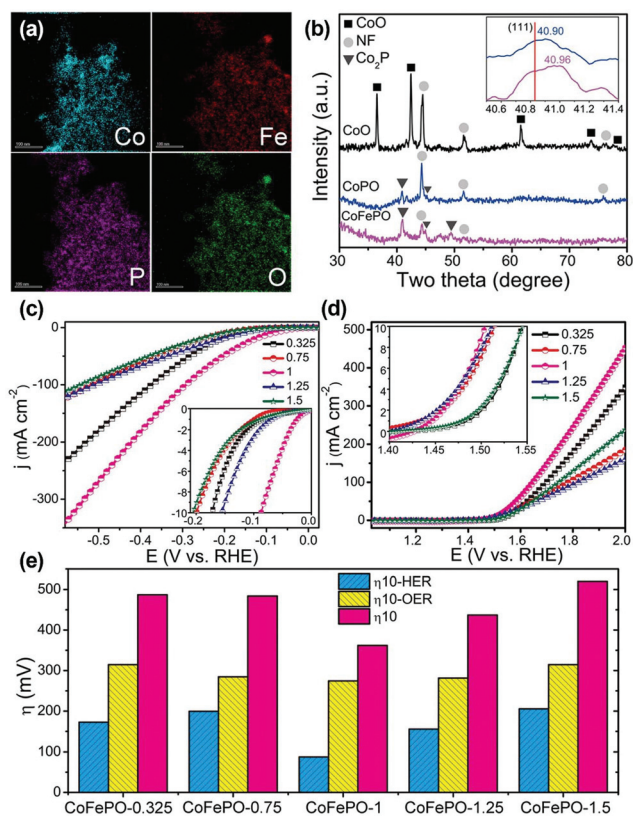 (a)
Co
Fe
P
O
100 nm
100 nm
100 nm
100 nm
(b)
CoO
NF
Co2P
(111)
40.90
40.96
40.6 40.8 41.0 41.2 41.4
CoO
CoPO
CoFePO
Intensity (a.u.)
30 40 50 60 70 80
Two theta (degree)
(c)
0
-100
-200
-300
j (mA cm-2)
0.325
0.75
1
1.25
1.5
0
-2
-4
-6
-8
-10
-0.2 -0.1 0.0
-0.5 -0.4 -0.3 -0.2 -0.1 0.0
E (V vs. RHE)
(d)
450
400
350
300
250
200
150
100
50
0
j (mA cm-2)
10
8
6
4
2
0
1.40 1.45 1.50 1.55
0.325
0.75
1
1.25
1.5
1.2 1.4 1.6 1.8 2.0
E (V vs. RHE)
(e)
500
400
300
200
100
0
η (mV)
η10-HER
η10-OER
η10
CoFePO-0.325 CoFePO-0.75 CoFePO-1 CoFePO-1.25 CoFePO-1.5